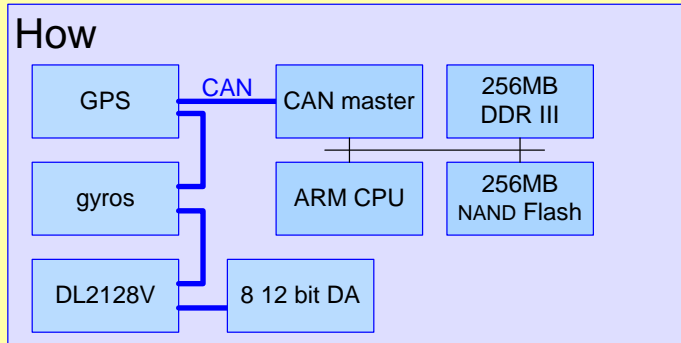 How
GPS
CAN
CAN master
256MB
DDR III
gyros
ARM CPU
256MB
NAND Flash
DL2128V
8 12 bit DA